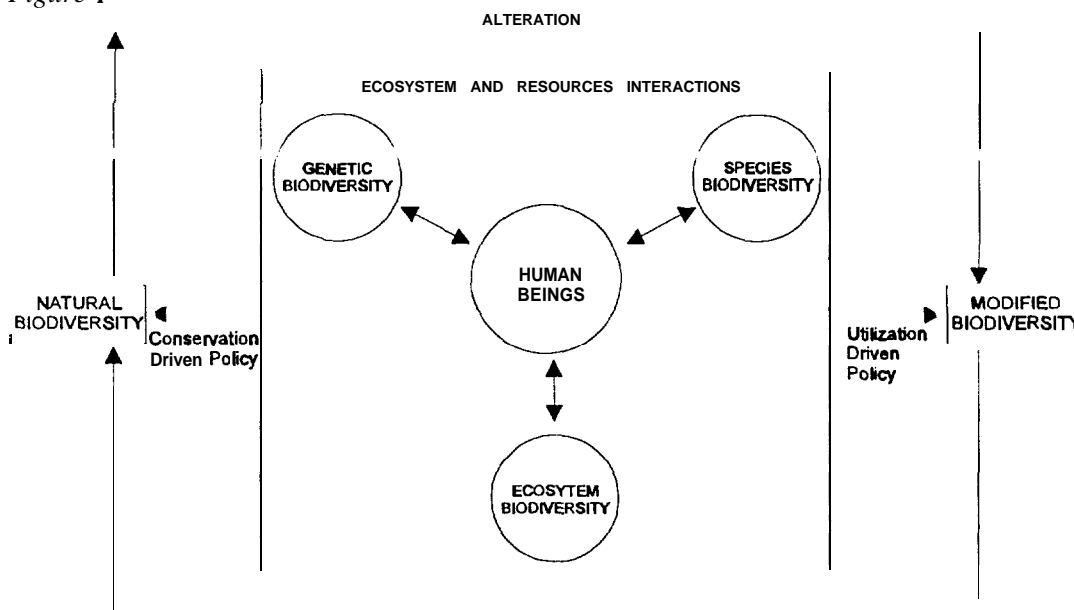 Figure
ALTERATION
ECOSYSTEM AND RESOURCES INTERACTIONS
GENETIC
BIODIVERSITY
SPECIES
BIODIVERSITY
HUMAN
BEINGS
NATURAL
BIODIVERSITY
Conservation
Driven Policy
Utilization
Driven
Policy
MODIFIED
BIODIVERSITY
ECOSYTEM
BIODIVERSITY